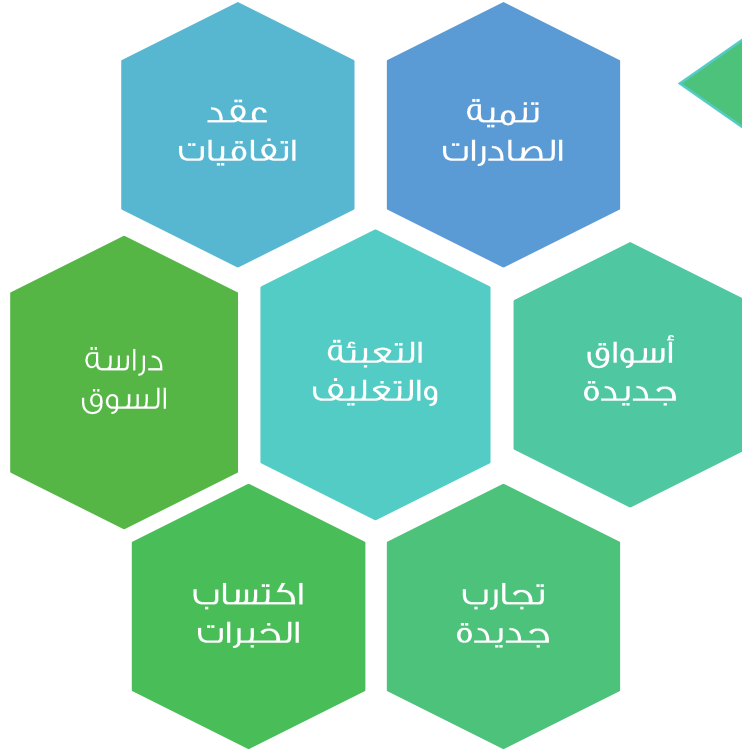 تنمية
الصادرات
عقد
اتفاقيات
أسواق
جديدة
التعبئة
والتغليف
دراسة
السوق
تجارب
جديدة
اكتساب
الخبرات